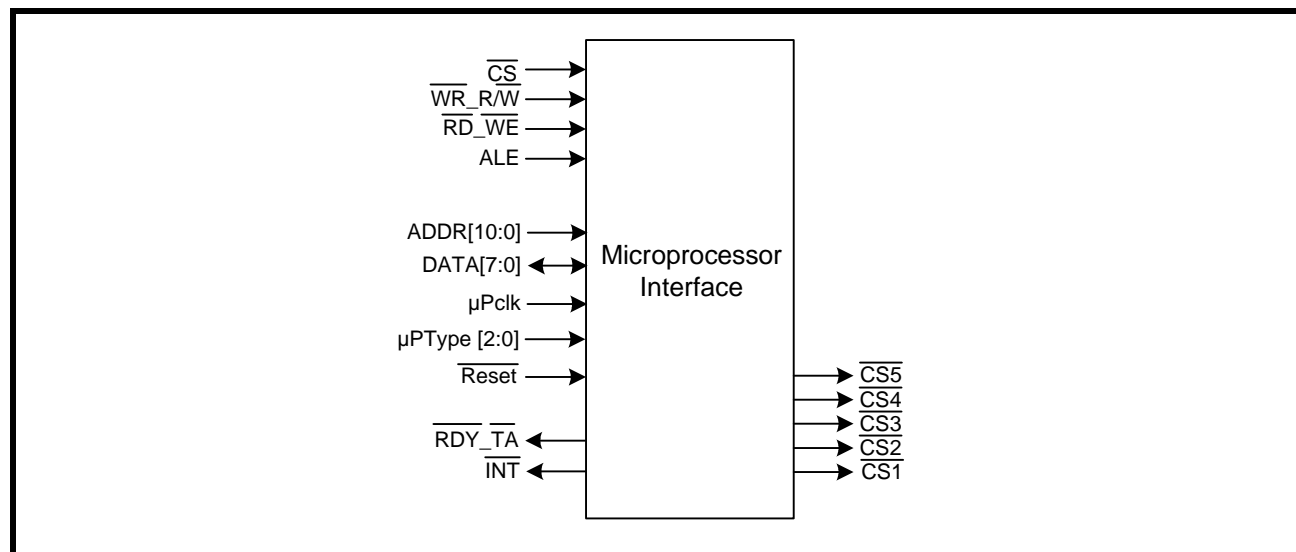 CS
WR_R/W
RD_WE
ALE
ADDR[10:0]
DATA[7:0]
µPclk
µPType [2:0]
Reset
RDY_TA
INT
Microprocessor
Interface
CS5
CS4
CS3
CS2
CS1